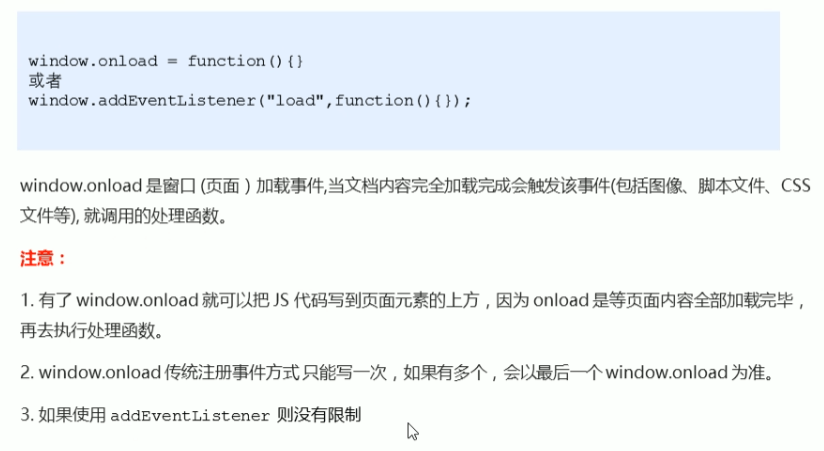 window.onload = function(){}
或者
window.addEventListener("load",function(){});
window.onload 是窗口 (页面）加载事件,当文档内容完全加载完成会触发该事件(包括图像、脚本文件、CSS
文件等), 就调用的处理函数。
注意：
1. 有了 window.onload 就可以把 JS 代码写到页面元素的上方，因为 onload 是等页面内容全部加载完毕，
再去执行处理函数。
2. window.onload 传统注册事件方式 只能写一次，如果有多个，会以最后一个 window.onload 为准。
3. 如果使用 addEventListener 则没有限制